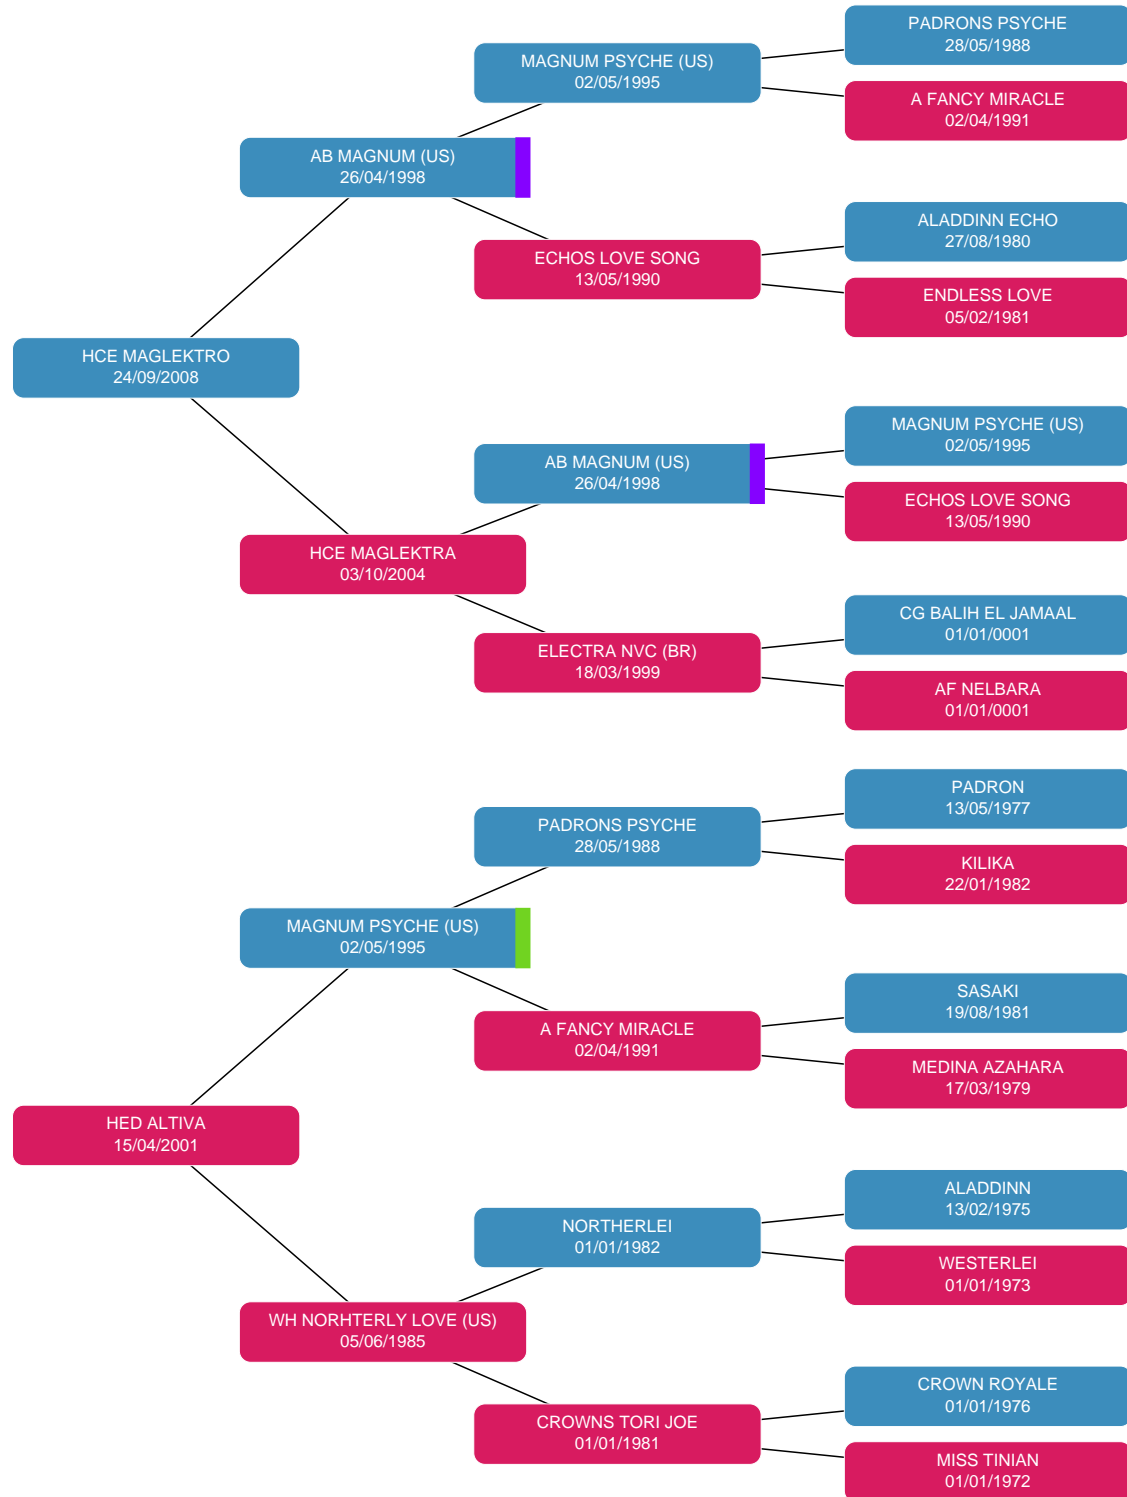 PADRONS PSYCHE
28/05/1988
MAGNUM PSYCHE (US)
02/05/1995
A FANCY MIRACLE
02/04/1991
AB MAGNUM (US)
26/04/1998
ALADDINN ECHO
27/08/1980
ECHOS LOVE SONG
13/05/1990
ENDLESS LOVE
05/02/1981
HCE MAGLEKTRO
24/09/2008
MAGNUM PSYCHE (US)
02/05/1995
AB MAGNUM (US)
26/04/1998
ECHOS LOVE SONG
13/05/1990
HCE MAGLEKTRA
03/10/2004
CG BALIH EL JAMAAL
01/01/0001
ELECTRA NVC (BR)
18/03/1999
AF NELBARA
01/01/0001
PADRON
13/05/1977
PADRONS PSYCHE
28/05/1988
KILIKA
22/01/1982
MAGNUM PSYCHE (US)
02/05/1995
SASAKI
19/08/1981
A FANCY MIRACLE
02/04/1991
MEDINA AZAHARA
17/03/1979
HED ALTIVA
15/04/2001
ALADDINN
13/02/1975
NORTHERLEI
01/01/1982
WESTERLEI
01/01/1973
WH NORHTERLY LOVE (US)
05/06/1985
CROWN ROYALE
01/01/1976
CROWNS TORI JOE
01/01/1981
MISS TINIAN
01/01/1972